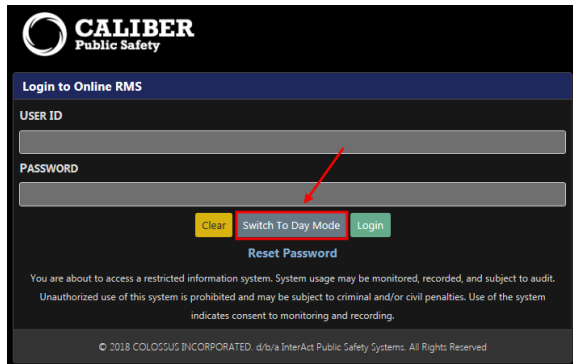 CALIBER
Public Safety
Login to Online RMS
USER ID
PASSWORD
Clear
Switch To Day Mode
Login
Reset Password
You are about to access a restricted information system. System usage may be monitored, recorded, and subject to audit.
Unauthorized use of this system is prohibited and may be subject to criminal and/or civil penalties. Use of the system
indicates consent to monitoring and recording.
© 2018 COLOSSUS INCORPORATED. d/b/a InterAct Public Safety Systems. All Rights Reserved